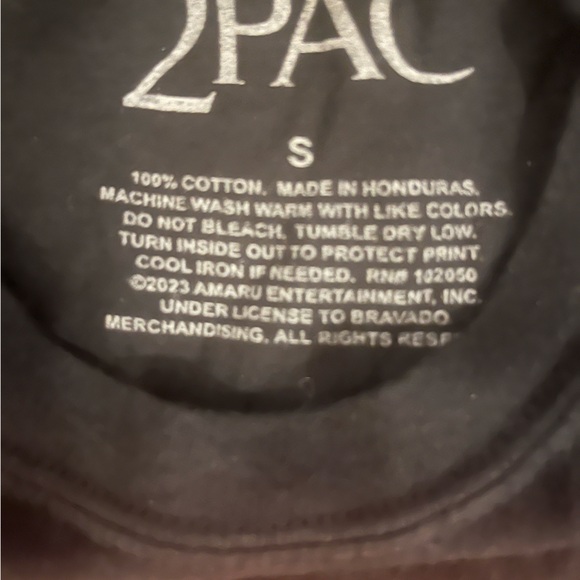 2PAC
S
100% COTTON. MADE IN HONDURAS.
MACHINE WASH WARM WITH LIKE COLORS.
DO NOT BLEACH. TUMBLE DRY LOW.
TURN INSIDE OUT TO PROTECT PRINT.
COOL IRON IF NEEDED. RN# 102050
©2023 AMARU ENTERTAINMENT, INC.
UNDER LICENSE TO BRAVADO
MERCHANDISING. ALL RIGHTS